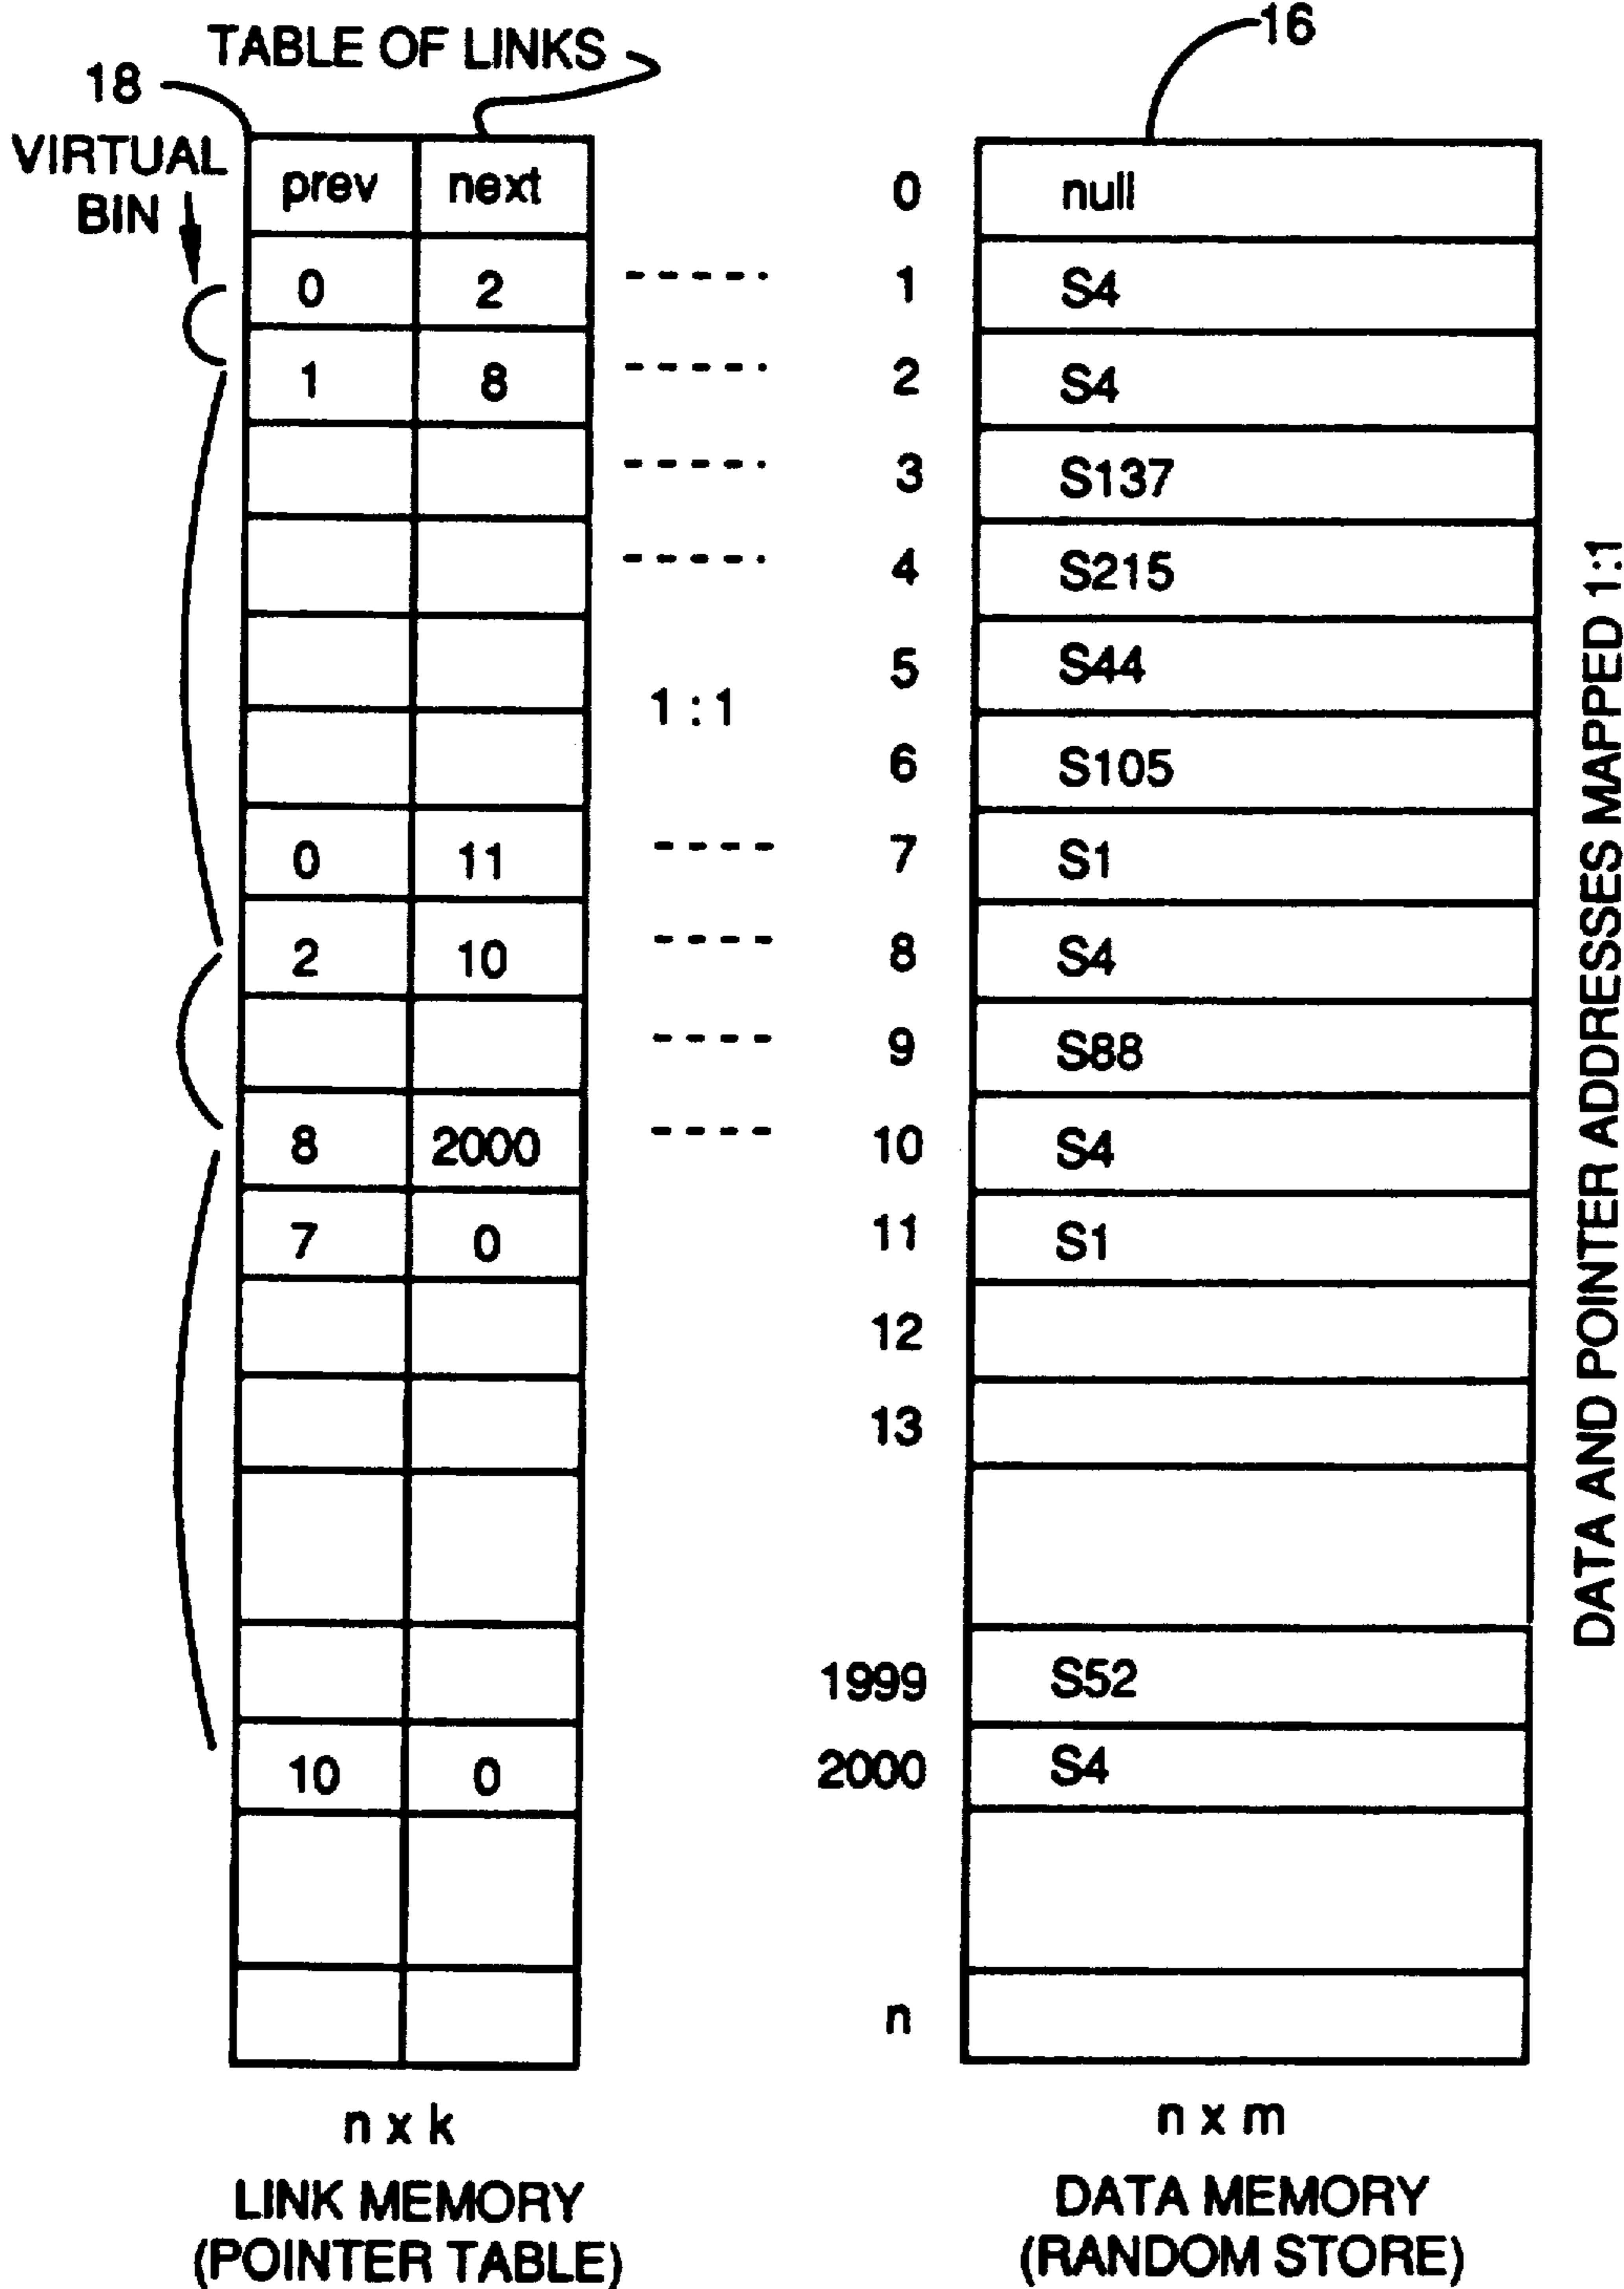 16
TABLE OF LINKS
18
VIRTUAL
BIN
prev next 0 null
0 2 1 S4
1 8 2 S4
3 S137
4 S215
5 S44
1 : 1
6 S105
0 11 7 S1
2 10 8 S4
9 S88
8 2000 10 S4
7 0 11 S1
12
13
1999 S52
10 0 2000 S4
n
DATA AND POINTER ADDRESSES MAPPED 1:1
n x k
LINK MEMORY
(POINTER TABLE)
n x m
DATA MEMORY
(RANDOM STORE)